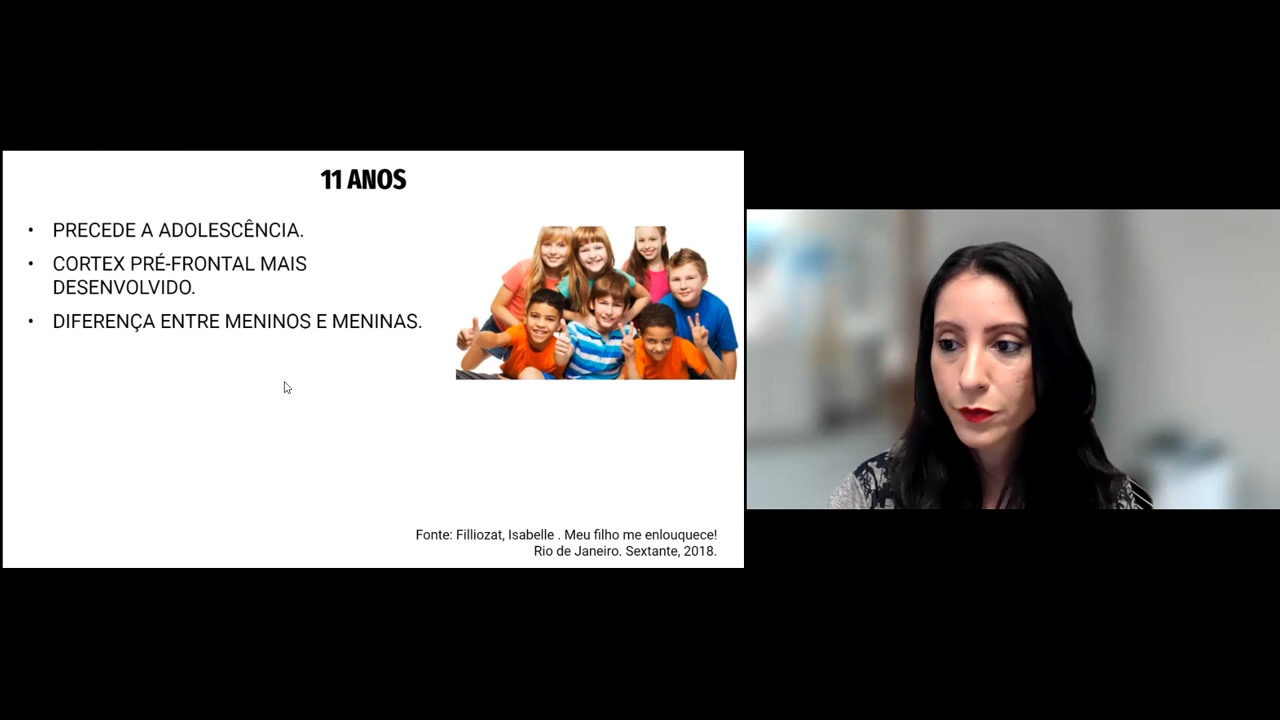 11 ANOS
• PRECEDE A ADOLESCÊNCIA.
• CORTEX PRÉ-FRONTAL MAIS
DESENVOLVIDO.
• DIFERENÇA ENTRE MENINOS E MENINAS.
Fonte: Filliozat, Isabelle . Meu filho me enlouquece!
Rio de Janeiro. Sextante, 2018.